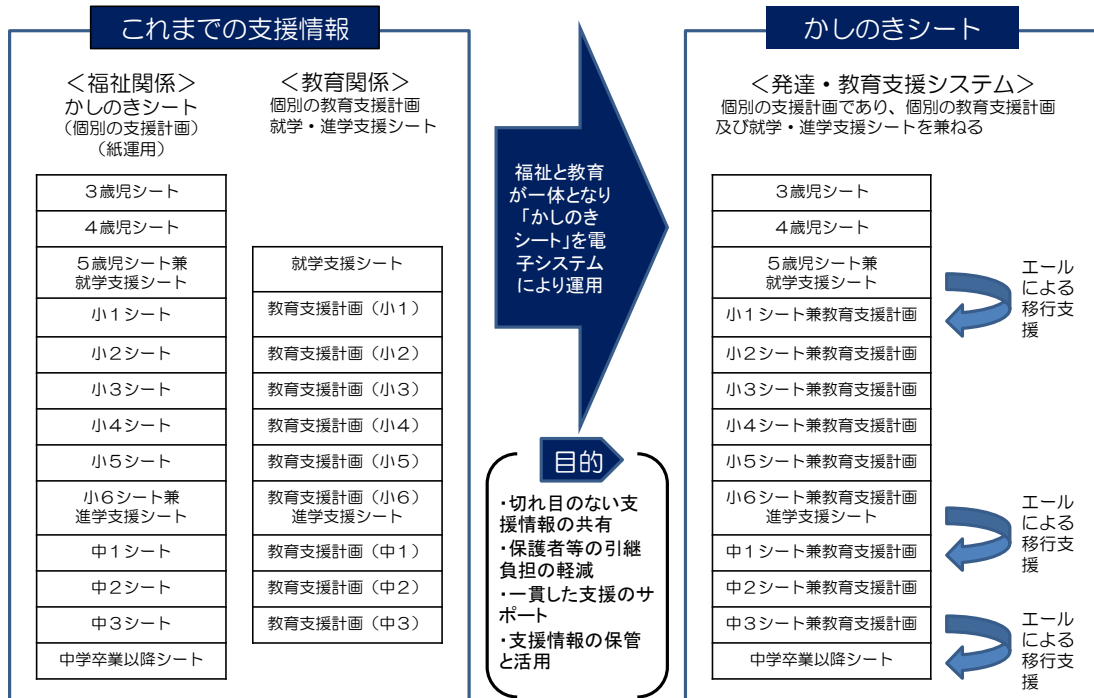 これまでの支援情報
＜福祉関係＞
かしのきシート
（個別の支援計画）
（紙運用）
３歳児シート
４歳児シート
５歳児シート兼
就学支援シート
小１シート
小２シート
小３シート
小４シート
小５シート
小６シート兼
進学支援シート
中１シート
中２シート
中３シート
中学卒業以降シート
＜教育関係＞
個別の教育支援計画
就学・進学支援シート
就学支援シート
教育支援計画（小１）
教育支援計画（小２）
教育支援計画（小３）
教育支援計画（小４）
教育支援計画（小５）
教育支援計画（小６）
進学支援シート
教育支援計画（中１）
教育支援計画（中２）
教育支援計画（中３）
福祉と教育
が一体となり
「かしのき
シート」を電
子システム
により運用
目的
・切れ目のない支
援情報の共有
・保護者等の引継
負担の軽減
・一貫した支援のサ
ポート
・支援情報の保管
と活用
かしのきシート
＜発達・教育支援システム＞
個別の支援計画であり、個別の教育支援計画
及び就学・進学支援シートを兼ねる
３歳児シート
４歳児シート
５歳児シート兼
就学支援シート
小１シート兼教育支援計画
小２シート兼教育支援計画
小３シート兼教育支援計画
小４シート兼教育支援計画
小５シート兼教育支援計画
小６シート兼教育支援計画
進学支援シート
中１シート兼教育支援計画
中２シート兼教育支援計画
中３シート兼教育支援計画
中学卒業以降シート
エール
による
移行支
援
エール
による
移行支
援
エール
による
移行支
援